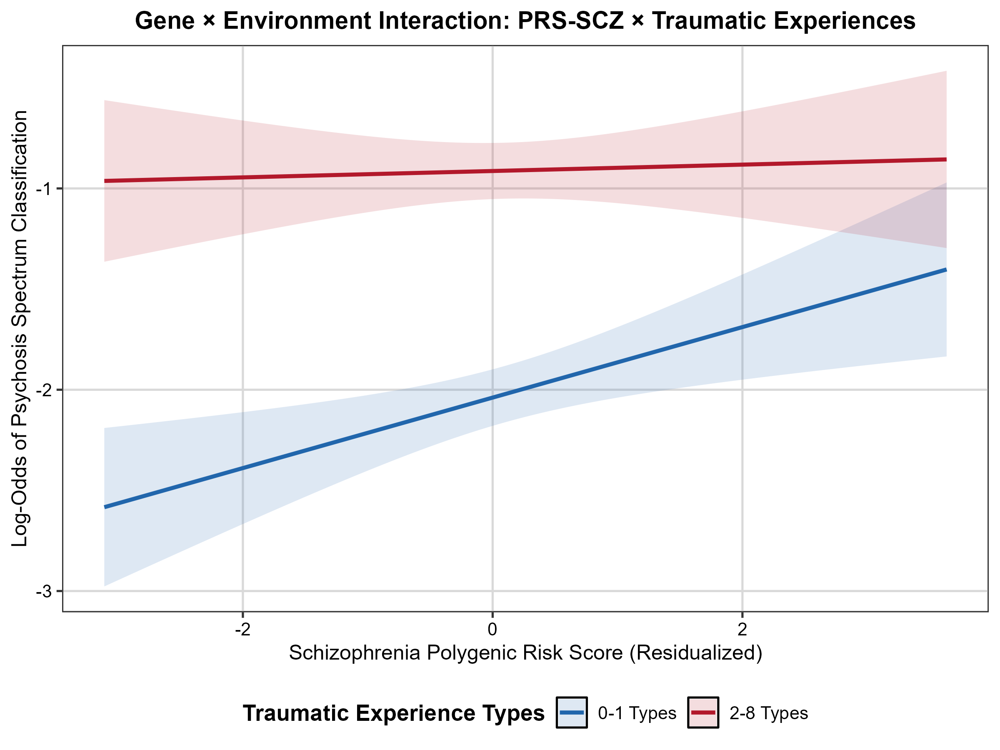 Gene × Environment Interaction: PRS-SCZ × Traumatic Experiences
Log-Odds of Psychosis Spectrum Classification
-1
-2
-3
-2
0
2
Schizophrenia Polygenic Risk Score (Residualized)
Traumatic Experience Types
0-1 Types
2-8 Types